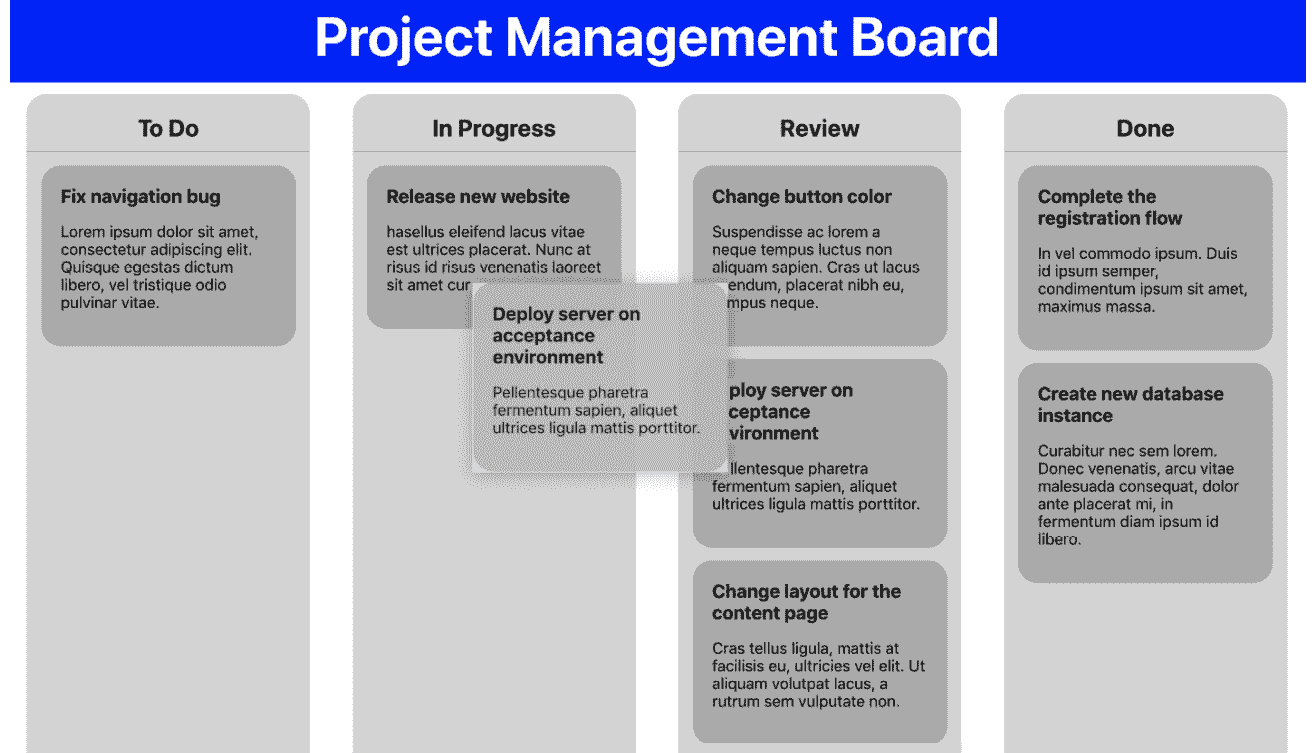 Project Management Board
To Do
Fix navigation bug
Lorem ipsum dolor sit amet,
consectetur adipiscing elit.
Quisque egestas dictum
libero, vel tristique odio
pulvinar vitae.
In Progress
Release new website
hasellus eleifend lacus vitae
est ultrices placerat. Nunc at
risus id risus venenatis laoreet
sit amet cur
Deploy server on
acceptance
environment
Pellentesque pharetra
fermentum sapien, aliquet
ultrices ligula mattis porttitor.
Review
Change button color
Suspendisse ac lorem a
neque tempus luctus non
aliquam sapien. Cras ut lacus
endum, placerat nibh eu,
mpus neque.
ploy server on
ceptance
vironment
llentesque pharetra
fermentum sapien, aliquet
ultrices ligula mattis porttitor.
Change layout for the
content page
Cras tellus ligula, mattis at
facilisis eu, ultricies vel elit. Ut
aliquam volutpat lacus, a
rutrum sem vulputate non.
Done
Complete the
registration flow
In vel commodo ipsum. Duis
id ipsum semper,
condimentum ipsum sit amet,
maximus massa.
Create new database
instance
Curabitur nec sem lorem.
Donec venenatis, arcu vitae
malesuada consequat, dolor
ante placerat mi, in
fermentum diam ipsum id
libero.